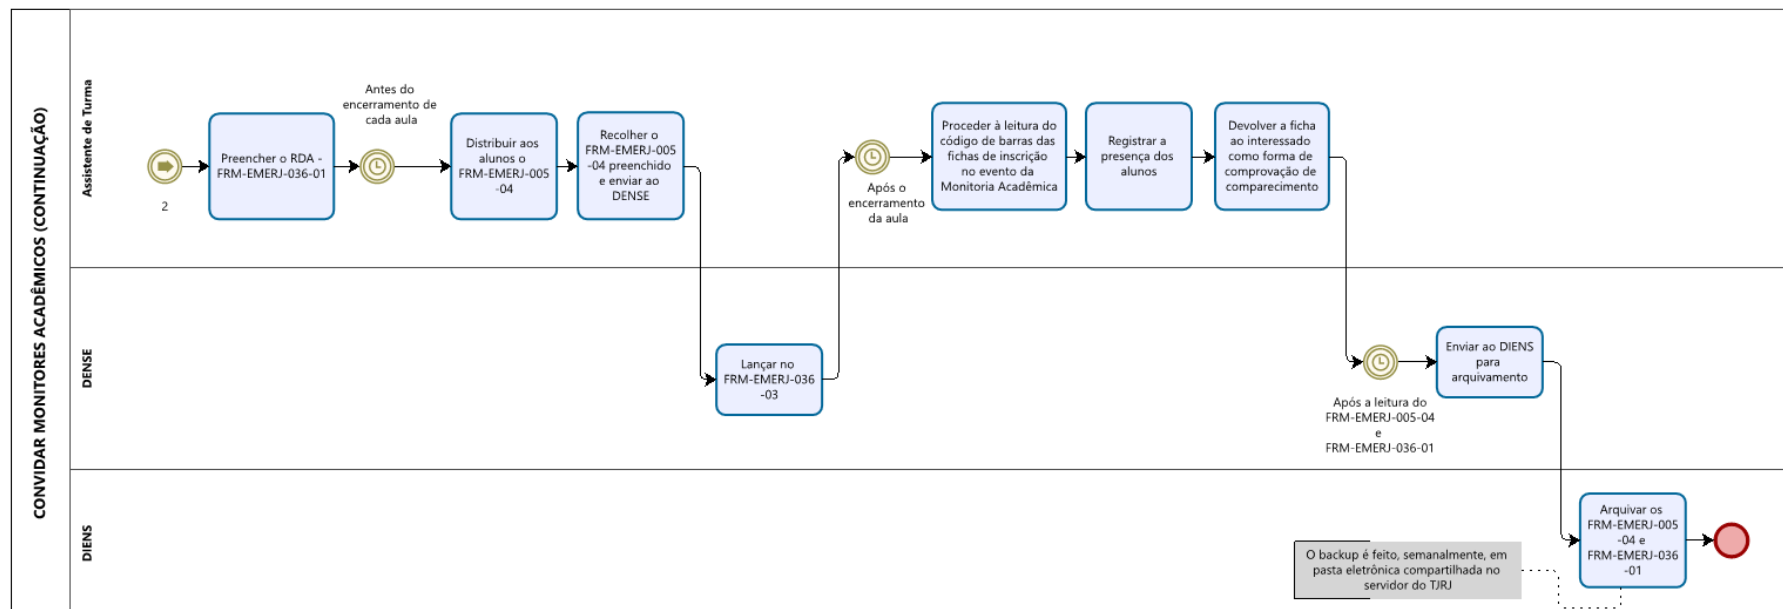 CONVIDAR MONITORES ACADÊMICOS (CONTINUAÇÃO)
Assistente de Turma
2
Preencher o RDA -
FRM-EMERJ-036-01
Antes do
encerramento de
cada aula
Distribuir aos
alunos o
FRM-EMERJ-005
-04
Recolher o
FRM-EMERJ-005
-04 preenchido
e enviar ao
DENSE
Após o
encerramento
da aula
Proceder à leitura do
código de barras das
fichas de inscrição
no evento da
Monitoria Acadêmica
Registrar a
presença dos
alunos
Devolver a ficha
ao interessado
como forma de
comprovação de
comparecimento
DENSE
Lançar no
FRM-EMERJ-036
-03
Após a leitura do
FRM-EMERJ-005-04
e
FRM-EMERJ-036-01
Enviar ao DIENS
para
arquivamento
DIENS
O backup é feito, semanalmente, em
pasta eletrônica compartilhada no
servidor do TJRJ
Arquivar os
FRM-EMERJ-005
-04 e
FRM-EMERJ-036
-01